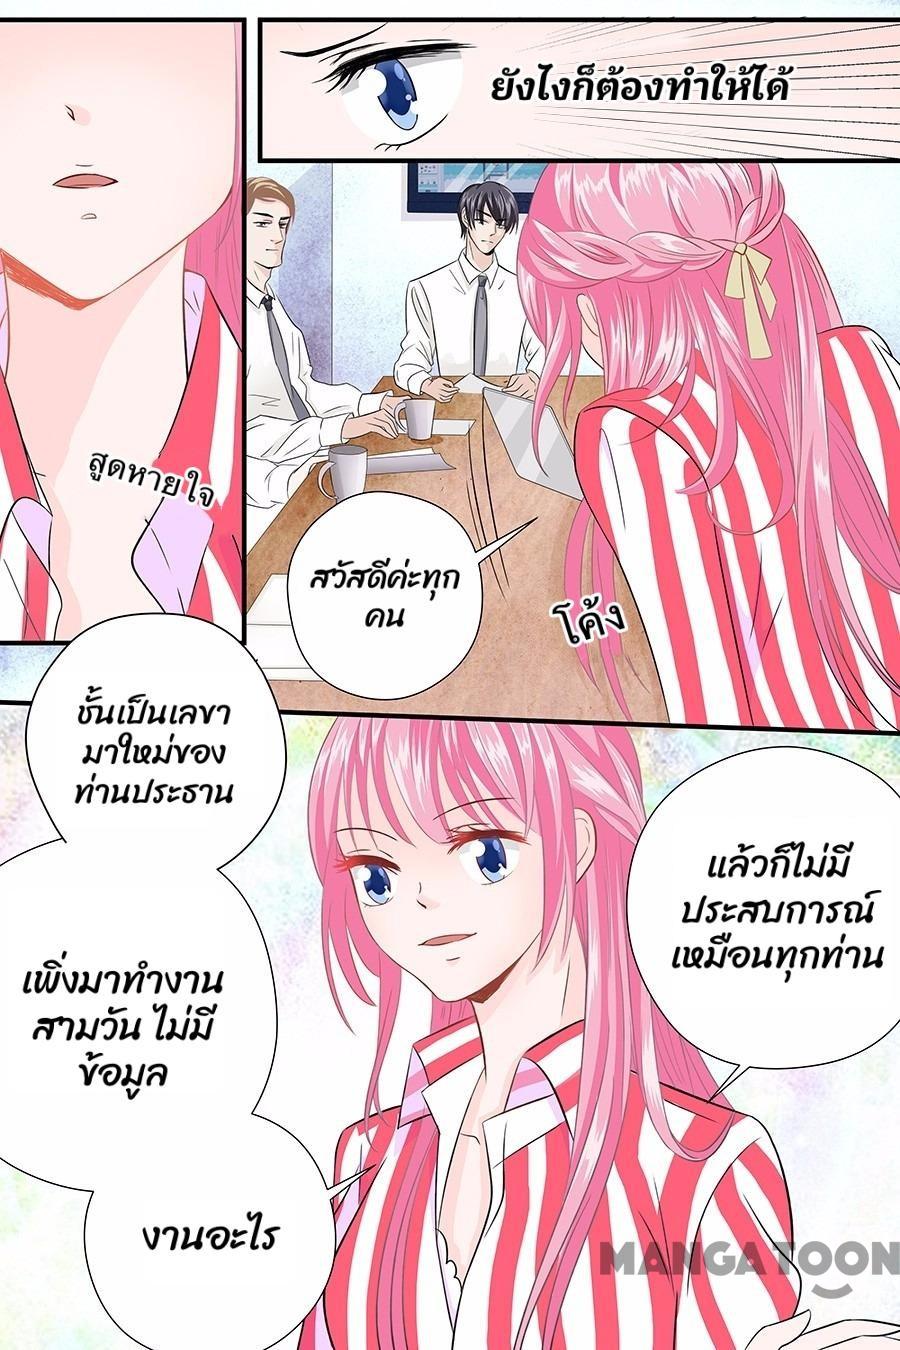 ยังไงก็ต้องทำให้ได้
สูดหายใจ
สวัสดีค่ะทุก
คน
โค้ง
ชั้นเป็นเลขา
มาใหม่ของ
ท่านประธาน
เพิ่งมาทำงาน
สามวัน ไม่มี
ข้อมูล
งานอะไร
แล้วก็ไม่มี
ประสบการณ์
เหมือนทุกท่าน
MANGATOON